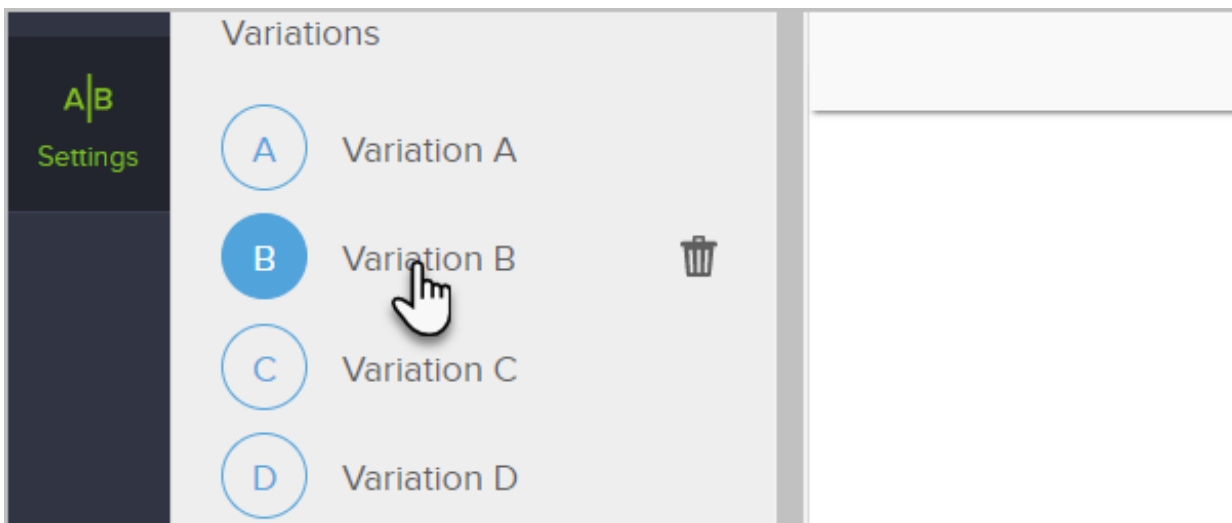 Variations
A|B
Settings
A
Variation A
B
Variation B
C
Variation C
D
Variation D